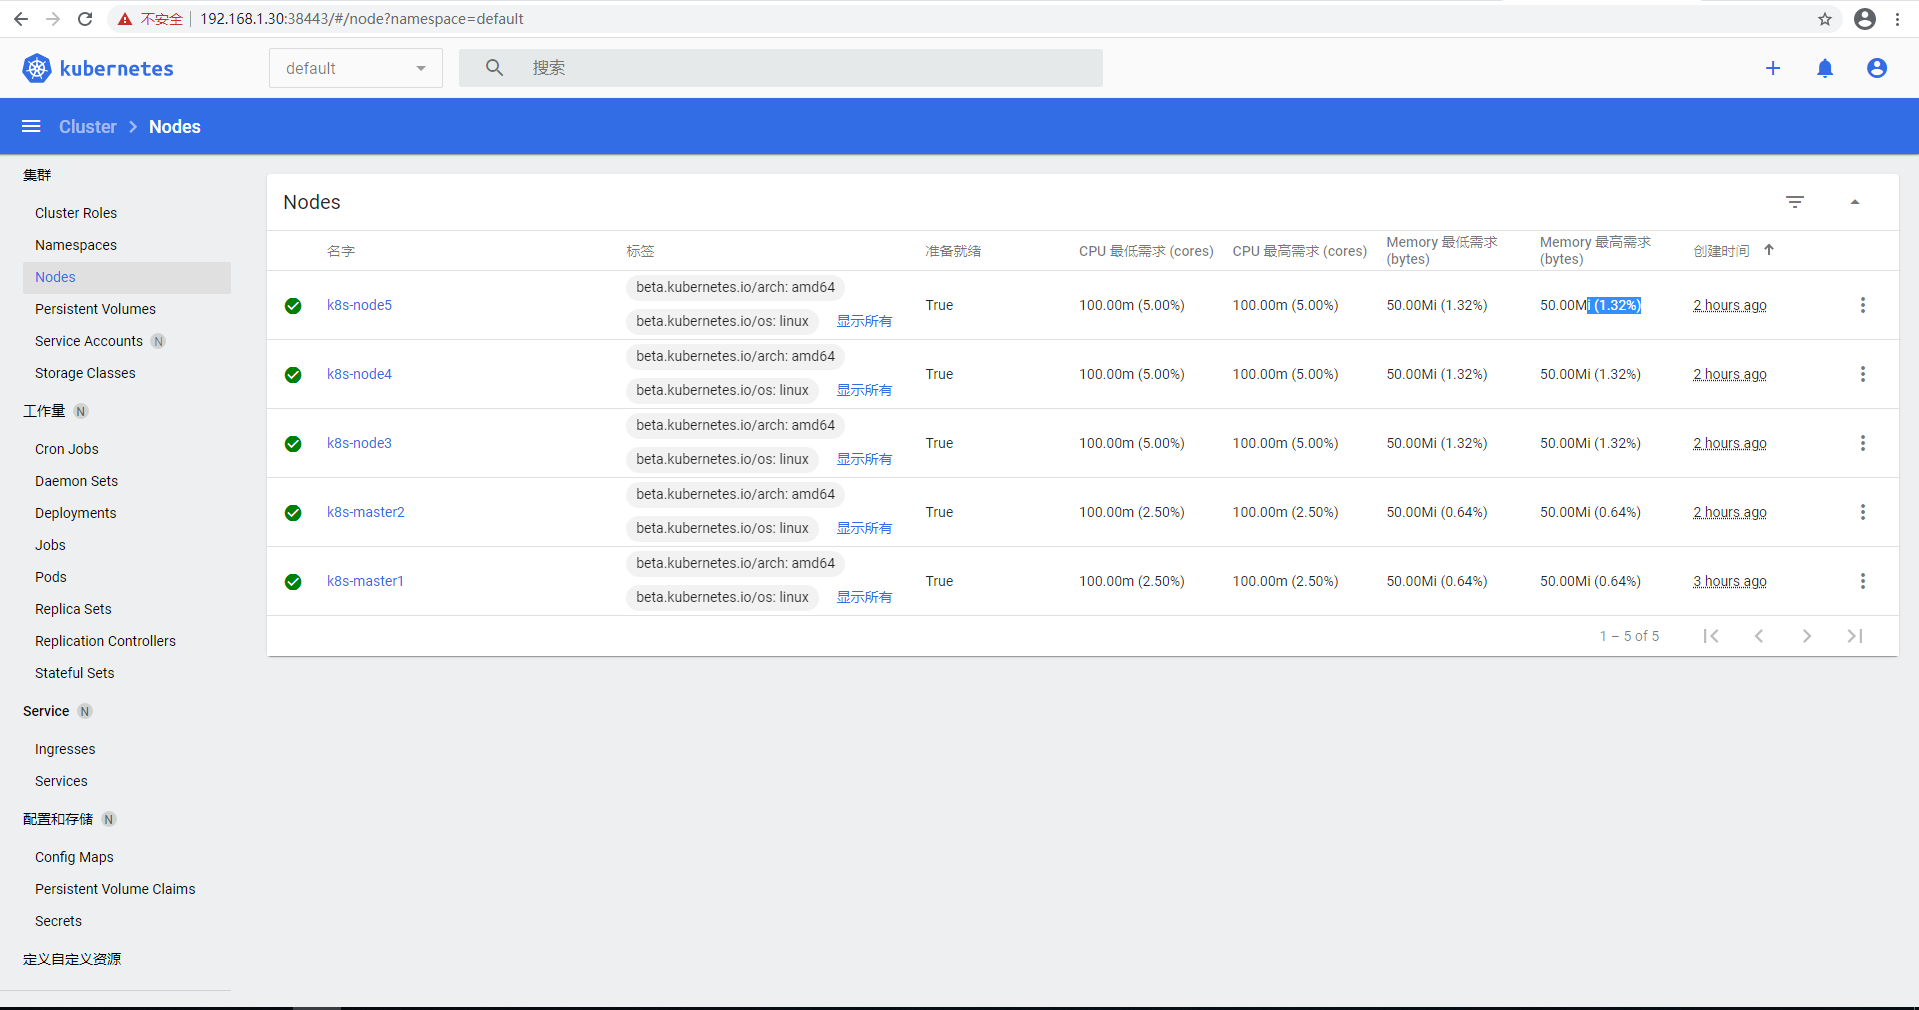 不安全 192.168.1.30:38443/#/node?namespace=default
kubernetes default 搜索
Cluster Nodes
集群
Cluster Roles
Namespaces
Nodes
Persistent Volumes
Service Accounts N
Storage Classes
工作量 N
Cron Jobs
Daemon Sets
Deployments
Jobs
Pods
Replica Sets
Replication Controllers
Stateful Sets
Service N
Ingresses
Services
配置和存储 N
Config Maps
Persistent Volume Claims
Secrets
定义自定义资源
Nodes
名字 标签 准备就绪 CPU 最低需求 (cores) CPU 最高需求 (cores) Memory 最低需求 (bytes) Memory 最高需求 (bytes) 创建时间
beta.kubernetes.io/arch: amd64
k8s-node5 True 100.00m (5.00%) 100.00m (5.00%) 50.00Mi (1.32%) 50.00Mi (1.32%) 2 hours ago
beta.kubernetes.io/os: linux 显示所有
beta.kubernetes.io/arch: amd64
k8s-node4 True 100.00m (5.00%) 100.00m (5.00%) 50.00Mi (1.32%) 50.00Mi (1.32%) 2 hours ago
beta.kubernetes.io/os: linux 显示所有
beta.kubernetes.io/arch: amd64
k8s-node3 True 100.00m (5.00%) 100.00m (5.00%) 50.00Mi (1.32%) 50.00Mi (1.32%) 2 hours ago
beta.kubernetes.io/os: linux 显示所有
beta.kubernetes.io/arch: amd64
k8s-master2 True 100.00m (2.50%) 100.00m (2.50%) 50.00Mi (0.64%) 50.00Mi (0.64%) 2 hours ago
beta.kubernetes.io/os: linux 显示所有
beta.kubernetes.io/arch: amd64
k8s-master1 True 100.00m (2.50%) 100.00m (2.50%) 50.00Mi (0.64%) 50.00Mi (0.64%) 3 hours ago
beta.kubernetes.io/os: linux 显示所有
1 – 5 of 5